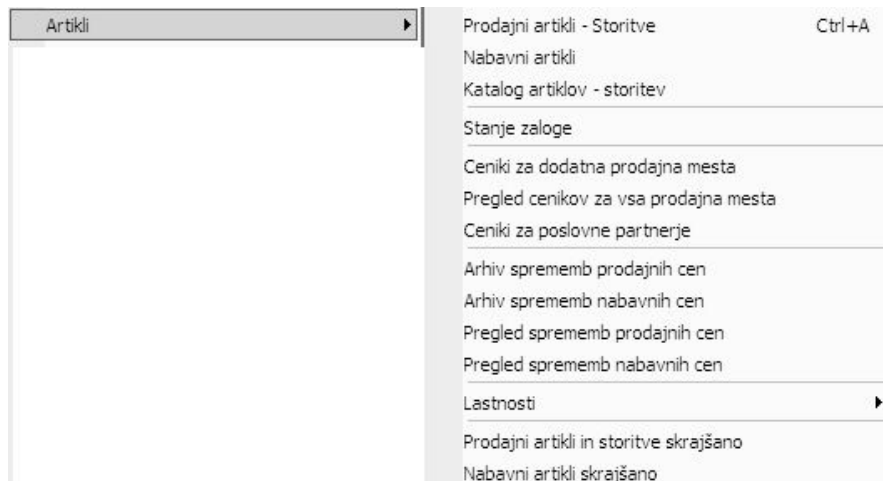 Artikli
Prodajni artikli - Storitve Ctrl+A
Nabavni artikli
Katalog artiklov - storitev
Stanje zaloge
Ceniki za dodatna prodajna mesta
Pregled cenikov za vsa prodajna mesta
Ceniki za poslovne partnerje
Arhiv sprememb prodajnih cen
Arhiv sprememb nabavnih cen
Pregled sprememb prodajnih cen
Pregled sprememb nabavnih cen
Lastnosti
Prodajni artikli in storitve skrajšano
Nabavni artikli skrajšano